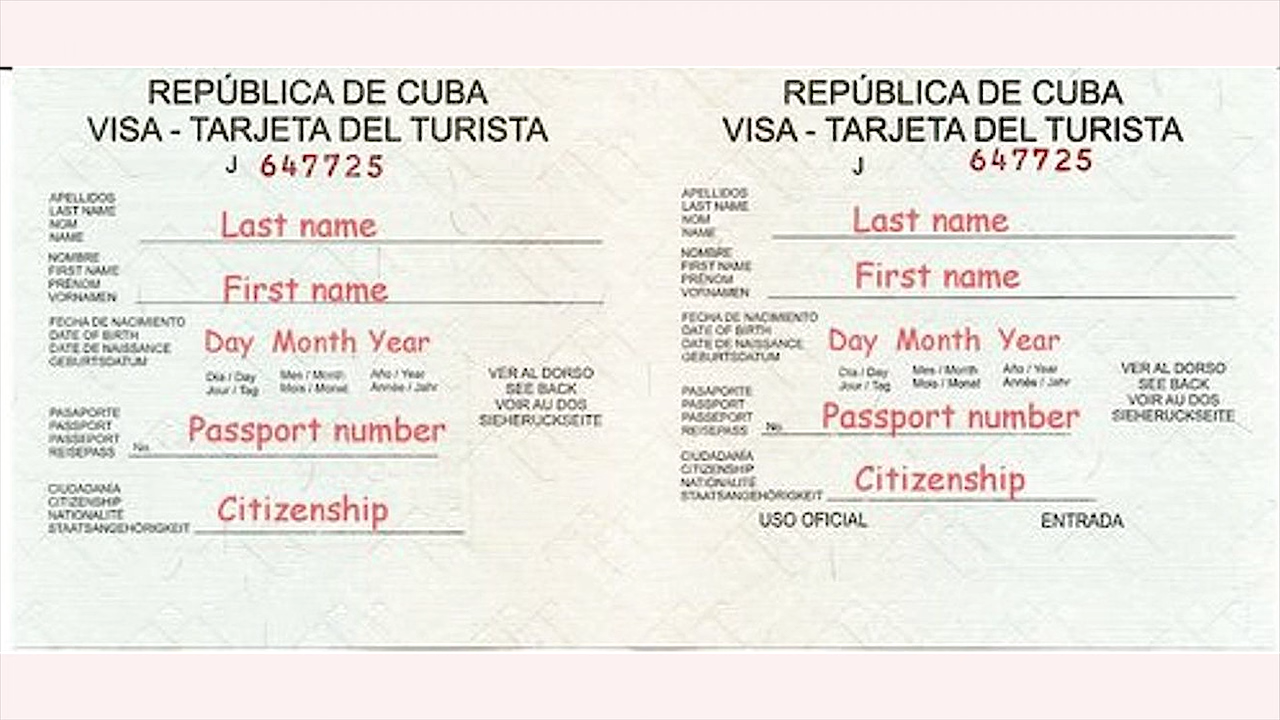 REPÚBLICA DE CUBA
VISA - TARJETA DEL TURISTA
J 647725
APELLIDOS
LAST NAME
NOM
NAME
Last name
NOMBRE
FIRST NAME
PRÉNOM
VORNAMEN
First name
FECHA DE NACIMIENTO
DATE OF BIRTH
DATE DE NAISSANCE
GEBURTSDATUM
Day Month Year
Día / Day
Jour / Tag
Mes / Month
Mois / Monat
Año / Year
Année / Jahr
VER AL DORSO
SEE BACK
VOIR AU DOS
SIEHERUCKSEITE
PASAPORTE
PASSPORT
PASSEPORT
REISEPASS
No.
Passport number
CIUDADANÍA
CITIZENSHIP
NATIONALITÉ
STAATSANGEHÖRIGKEIT
Citizenship
REPÚBLICA DE CUBA
VISA - TARJETA DEL TURISTA
J 647725
APELLIDOS
LAST NAME
NOM
NAME
Last name
NOMBRE
FIRST NAME
PRÉNOM
VORNAMEN
First name
FECHA DE NACIMIENTO
DATE OF BIRTH
DATE DE NAISSANCE
GEBURTSDATUM
Day Month Year
Día / Day
Jour / Tag
Mes / Month
Mois / Monat
Año / Year
Année / Jahr
VER AL DORSO
SEE BACK
VOIR AU DOS
SIEHERUCKSEITE
PASAPORTE
PASSPORT
PASSEPORT
REISEPASS
No.
Passport number
CIUDADANÍA
CITIZENSHIP
NATIONALITÉ
STAATSANGEHÖRIGKEIT
Citizenship
USO OFICIAL
ENTRADA